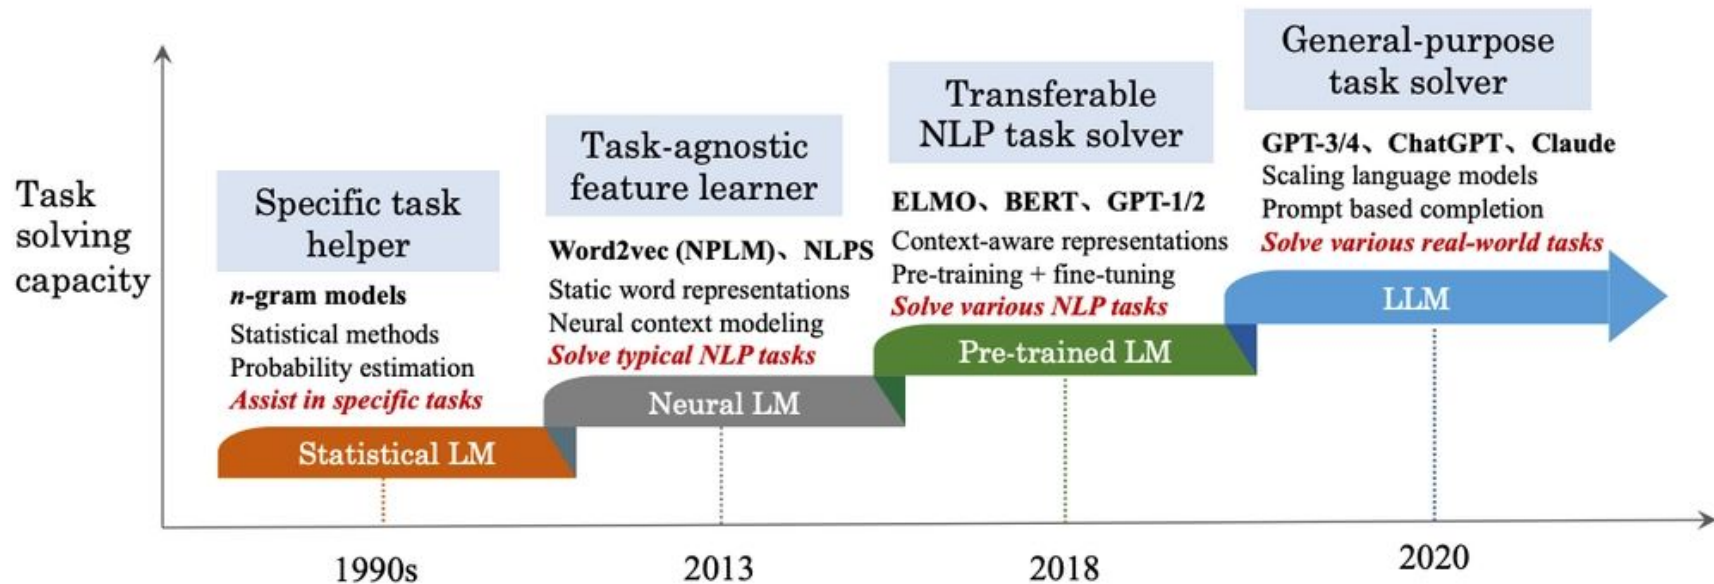 Task
solving
capacity
Specific task
helper
n-gram models
Statistical methods
Probability estimation
Assist in specific tasks
Statistical LM
1990s
Task-agnostic
feature learner
Word2vec (NPLM)、NLPS
Static word representations
Neural context modeling
Solve typical NLP tasks
Neural LM
2013
Transferable
NLP task solver
ELMO、BERT、GPT-1/2
Context-aware representations
Pre-training + fine-tuning
Solve various NLP tasks
Pre-trained LM
2018
General-purpose
task solver
GPT-3/4、ChatGPT、Claude
Scaling language models
Prompt based completion
Solve various real-world tasks
LLM
2020